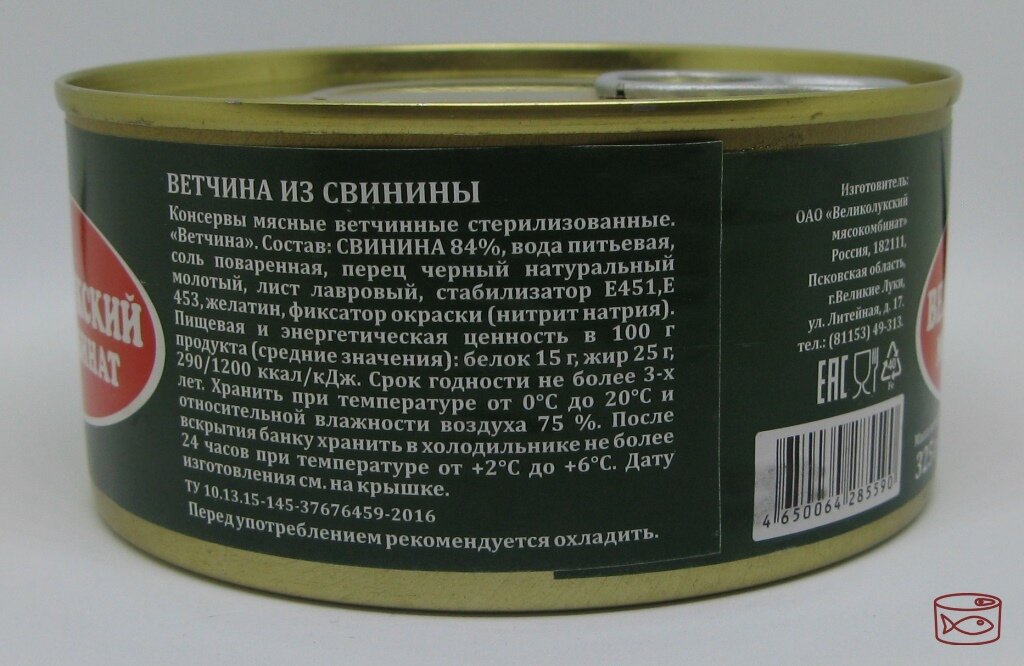 ВЕТЧИНА ИЗ СВИНИНЫ
Консервы мясные ветчинные стерилизованные.
«Ветчина». Состав: СВИНИНА 84%, вода питьевая,
соль поваренная, перец черный натуральный
молотый, лист лавровый, стабилизатор Е451,Е
453,желатин, фиксатор окраски (нитрит натрия).
Пищевая и энергетическая ценность в 100 г
продукта (средние значения): белок 15 г, жир 25 г,
290/1200 ккал/кДж. Срок годности не более 3-х
лет. Хранить при температуре от 0°С до 20°С и
относительной влажности воздуха 75 %. После
вскрытия банку хранить в холодильнике не более
24 часов при температуре от +2°С до +6°С. Дату
изготовления см. на крышке.
ТУ 10.13.15-145-37676459-2016
Перед употреблением рекомендуется охладить.
Изготовитель:
ОАО «Великолукский
мясокомбинат»
Россия, 182111,
Псковская область,
г.Великие Луки,
ул. Литейная, д. 17.
тел.: (81153) 49-313.
EAC
40
Fe
4 650064 285590